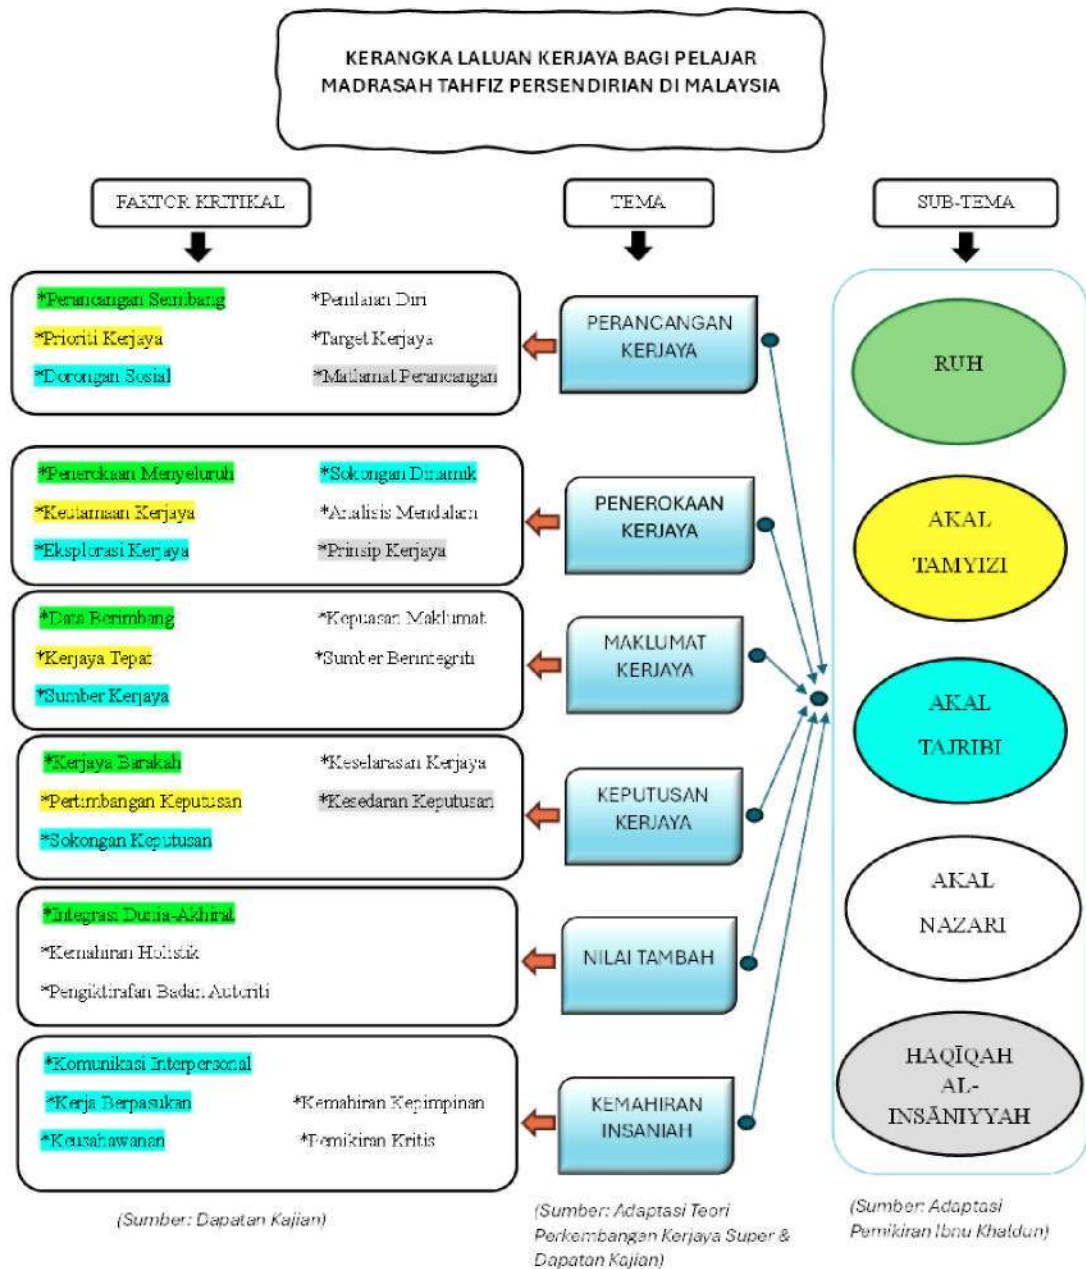 KERANGKA LALUAN KERJAYA BAGI PELAJAR
MADRASAH TAHFIZ PERSENDIRIAN DI MALAYSIA
FAKTOR KRITIKAL
TEMA
SUB-TEMA
*Perancangan Seimbang
*Penilaian Diri
*Prioriti Kerjaya
*Target Kerjaya
*Dorongan Sosial
*Matlamat Perancangan
PERANCANGAN
KERJAYA
RUH
*Penerokaan Menyeluruh
*Sokongan Dinamik
*Keutamaan Kerjaya
*Analisis Mendalam
*Eksplorasi Kerjaya
*Prinsip Kerjaya
PENEROKAAN
KERJAYA
AKAL
TAMYIZI
*Data Berimbang
*Kepuasan Maklumat
*Kerjaya Tepat
*Sumber Berintegriti
*Sumber Kerjaya
MAKLUMAT
KERJAYA
AKAL
TAJRIBI
*Kerjaya Barakah
*Keselarasan Kerjaya
*Pertimbangan Keputusan
*Kesedaran Keputusan
*Sokongan Keputusan
KEPUTUSAN
KERJAYA
AKAL
NAZARI
*Integrasi Dunia-Akhirat
*Kemahiran Holistik
*Pengiktirafan Badan Autoriti
NILAI TAMBAH
HAQĪQAH
AL-
INSĀNIYYAH
*Komunikasi Interpersonal
*Kerja Berpasukan
*Kemahiran Kepimpinan
*Keusahawanan
*Pemikiran Kritis
KEMAHIRAN
INSANIAH
(Sumber: Dapatan Kajian)
(Sumber: Adaptasi Teori
Perkembangan Kerjaya Super &
Dapatan Kajian)
(Sumber: Adaptasi
Pemikiran Ibnu Khaldun)